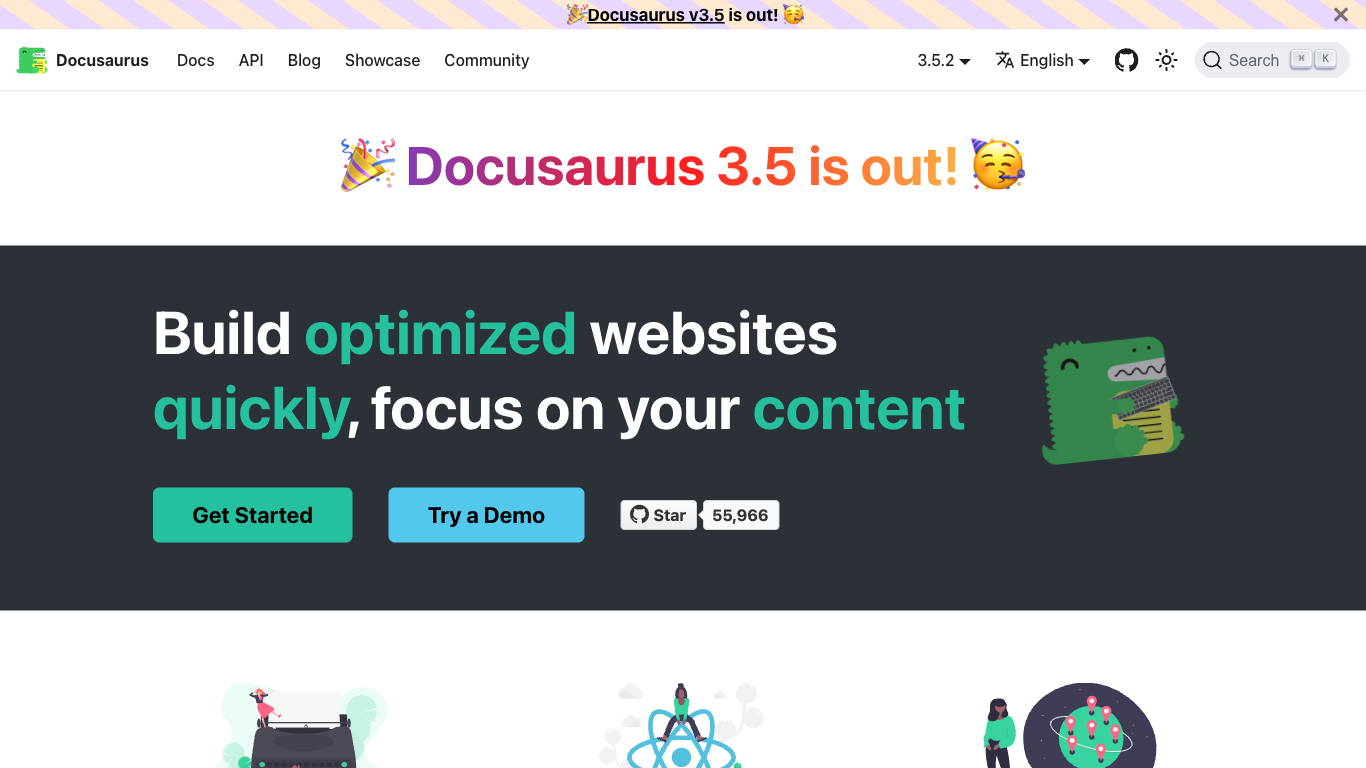 🎉Docusaurus v3.5 is out! 🥳
Docusaurus Docs API Blog Showcase Community 3.5.2 English Search ⌘ K
🎉 Docusaurus 3.5 is out! 🥳
Build optimized websites
quickly, focus on your content
Get Started Try a Demo Star 55,966